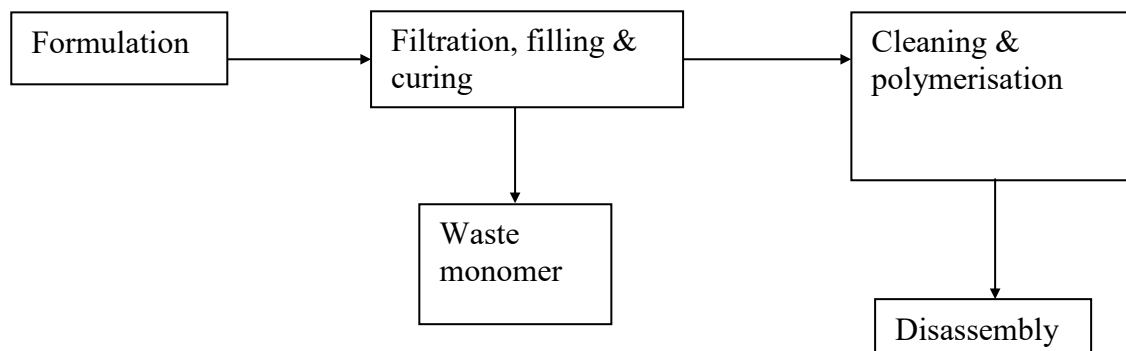 Formulation
Filtration, filling &
curing
Cleaning &
polymerisation
Waste
monomer
Disassembly